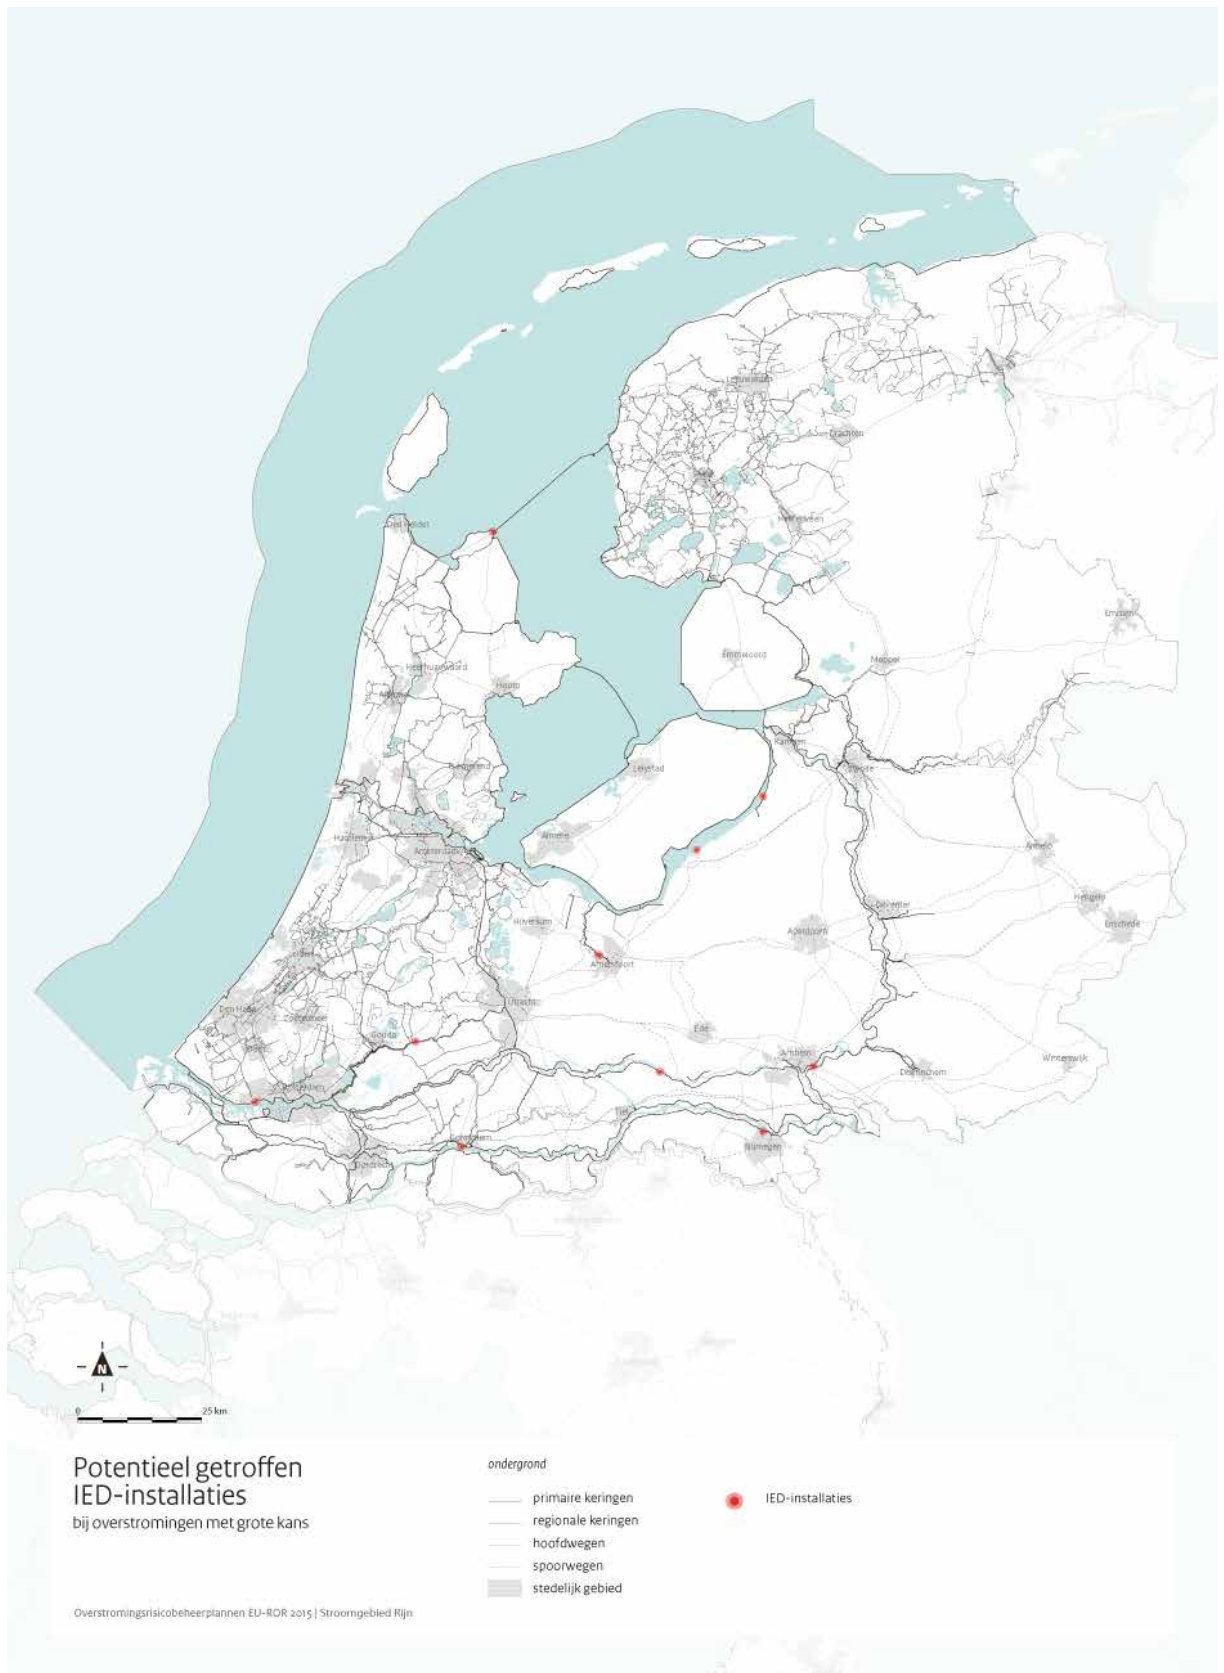 Leeuwarden
Drachten
Den Helder
Heerenveen
Emmen
Emmeloord
Meppel
Heerhugowaard
Hoorn
Alkmaar
Kampen
Purmerend
Lelystad
Zwolle
Haarlem
Almere
Amsterdam
Almelo
Hengelo
Deventer
Hilversum
Enschede
Apeldoorn
Leiden
Amersfoort
Utrecht
Den Haag
Zoetermeer
Ede
Gouda
Delft
Arnhem
Winterswijk
Doetinchem
Rotterdam
Tiel
Gorinchem
Nijmegen
Dordrecht
N
0 25 km
Potentieel getroffen
IED-installaties
bij overstromingen met grote kans
ondergrond
primaire keringen
regionale keringen
hoofdwegen
spoorwegen
stedelijk gebied
IED-installaties
Overstromingsrisicobeheerplannen EU-ROR 2015 | Stroomgebied Rijn